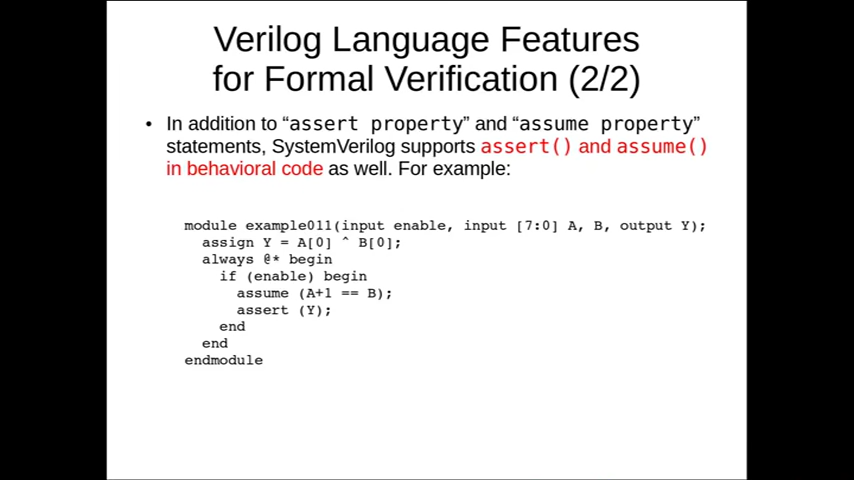 Verilog Language Features
for Formal Verification (2/2)
• In addition to “assert property” and “assume property”
statements, SystemVerilog supports assert() and assume()
in behavioral code as well. For example:
module example011(input enable, input [7:0] A, B, output Y);
  assign Y = A[0] ^ B[0];
  always @* begin
    if (enable) begin
      assume (A+1 == B);
      assert (Y);
    end
  end
endmodule